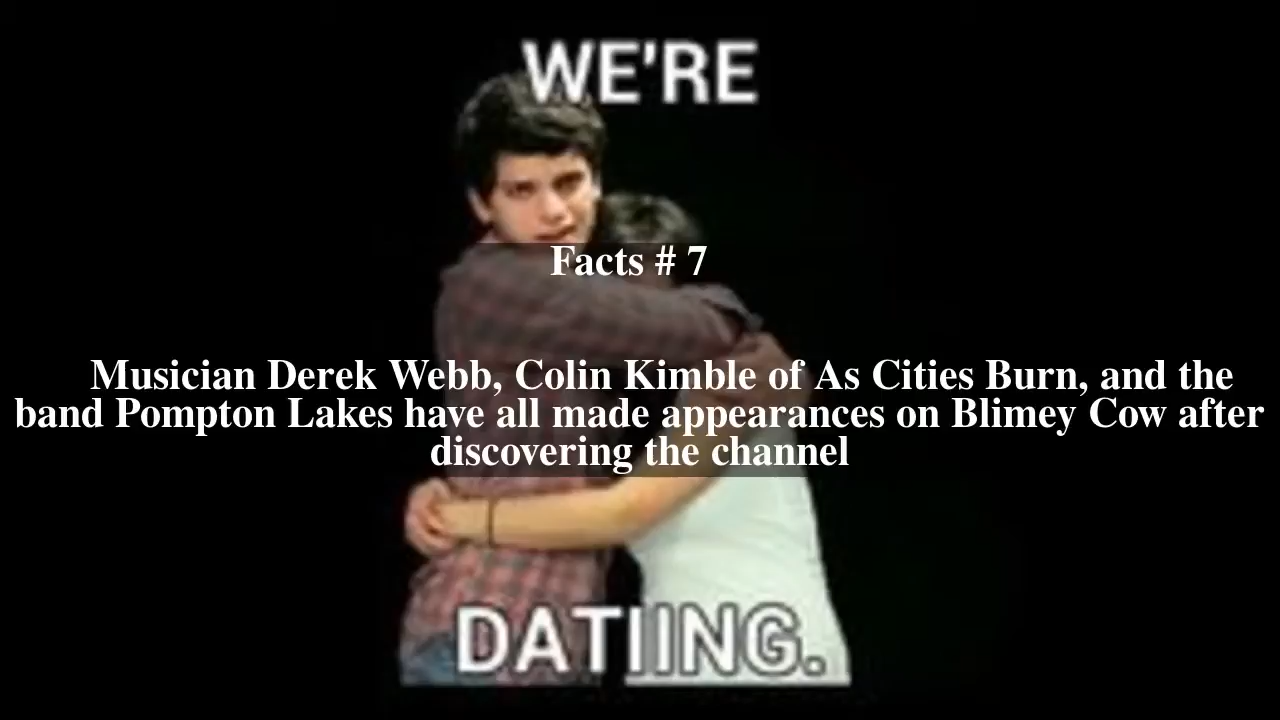 WE'RE
Facts # 7
Musician Derek Webb, Colin Kimble of As Cities Burn, and the
band Pompton Lakes have all made appearances on Blimey Cow after
discovering the channel
DATIING.